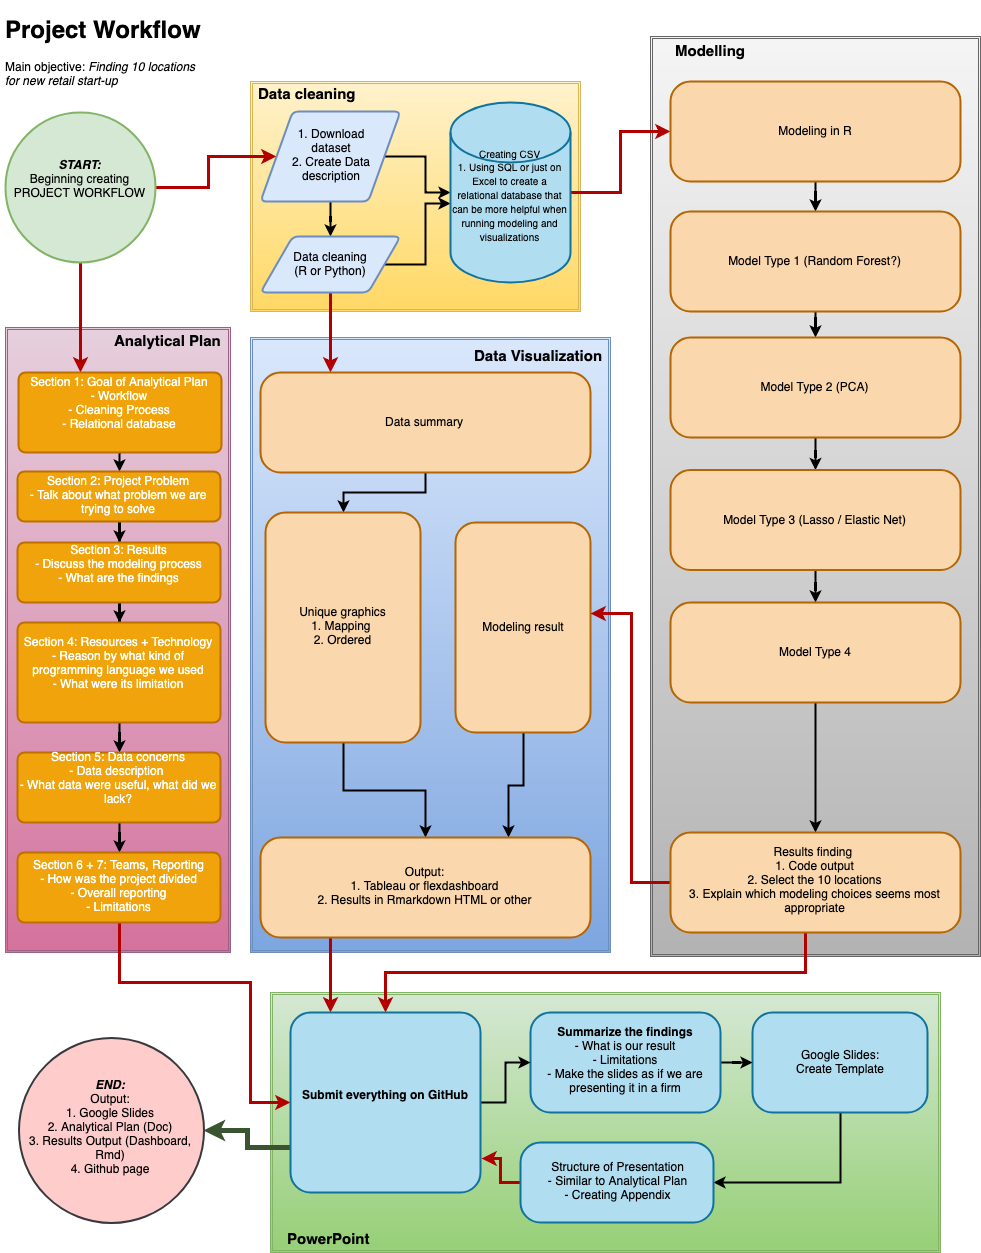 Project Workflow
Main objective: Finding 10 locations
for new retail start-up
START:
Beginning creating
PROJECT WORKFLOW
Data cleaning
1. Download
dataset
2. Create Data
description
Data cleaning
(R or Python)
Creating CSV
1. Using SQL or just on
Excel to create a
relational database that
can be more helpful when
running modeling and
visualizations
Modelling
Modeling in R
Model Type 1 (Random Forest?)
Model Type 2 (PCA)
Model Type 3 (Lasso / Elastic Net)
Model Type 4
Results finding
1. Code output
2. Select the 10 locations
3. Explain which modeling choices seems most
appropriate
Analytical Plan
Section 1: Goal of Analytical Plan
- Workflow
- Cleaning Process
- Relational database
Section 2: Project Problem
- Talk about what problem we are
trying to solve
Section 3: Results
- Discuss the modeling process
- What are the findings
Section 4: Resources + Technology
- Reason by what kind of
programming language we used
- What were its limitation
Section 5: Data concerns
- Data description
- What data were useful, what did we
lack?
Section 6 + 7: Teams, Reporting
- How was the project divided
- Overall reporting
- Limitations
Data Visualization
Data summary
Unique graphics
1. Mapping
2. Ordered
Modeling result
Output:
1. Tableau or flexdashboard
2. Results in Rmarkdown HTML or other
Submit everything on GitHub
Summarize the findings
- What is our result
- Limitations
- Make the slides as if we are
presenting it in a firm
Google Slides:
Create Template
Structure of Presentation
- Similar to Analytical Plan
- Creating Appendix
PowerPoint
END:
Output:
1. Google Slides
2. Analytical Plan (Doc)
3. Results Output (Dashboard,
Rmd)
4. Github page